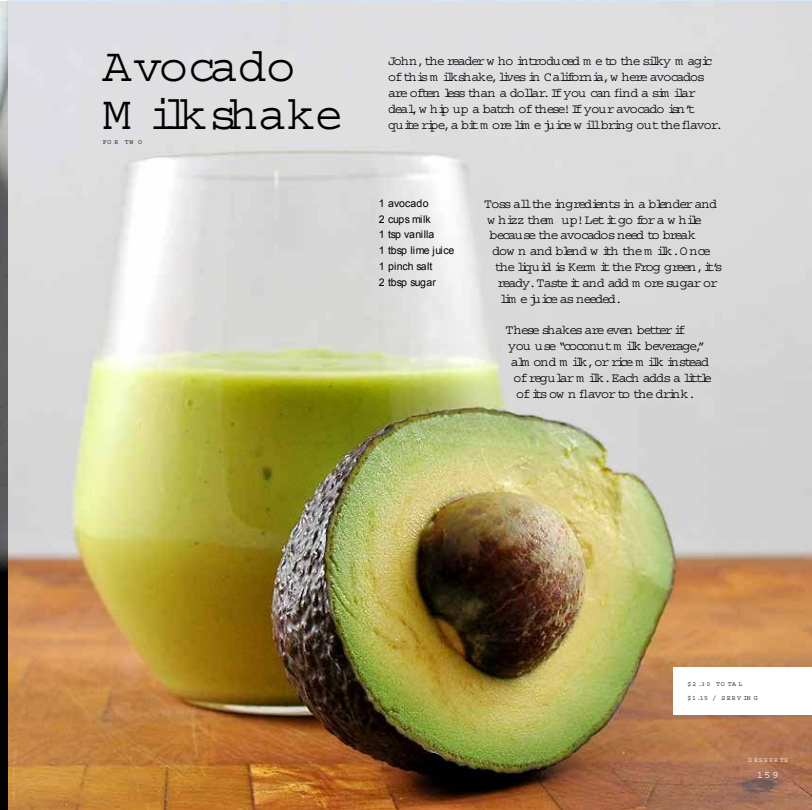 Avocado
Milkshake
FOR TWO
John, the reader who introduced me to the silky magic
of this milkshake, lives in California, where avocados
are often less than a dollar. If you can find a similar
deal, whip up a batch of these! If your avocado isn't
quite ripe, a bit more lime juice will bring out the flavor.
1 avocado
2 cups milk
1 tsp vanilla
1 tbsp lime juice
1 pinch salt
2 tbsp sugar
Toss all the ingredients in a blender and
whizz them up! Let it go for a while
because the avocados need to break
down and blend with the milk. Once
the liquid is Kermit the Frog green, it's
ready. Taste it and add more sugar or
lime juice as needed.
These shakes are even better if
you use "coconut milk beverage,"
almond milk, or rice milk instead
of regular milk. Each adds a little
of its own flavor to the drink.
$2.30 TOTAL
$1.15 / SERVING
DESSERTS
159